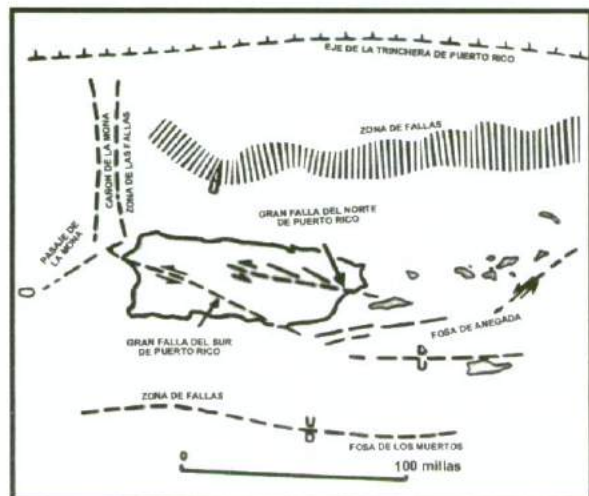 EJE DE LA TRINCHERA DE PUERTO RICO
ZONA DE FALLAS
CAÑON DE LA MONA
ZONA DE LAS FALLAS
PASAJE DE
LA MONA
GRAN FALLA DEL NORTE
DE PUERTO RICO
GRAN FALLA DEL SUR
DE PUERTO RICO
FOSA DE ANEGADA
D
U
ZONA DE FALLAS
U
D
FOSA DE LOS MUERTOS
0
100 millas